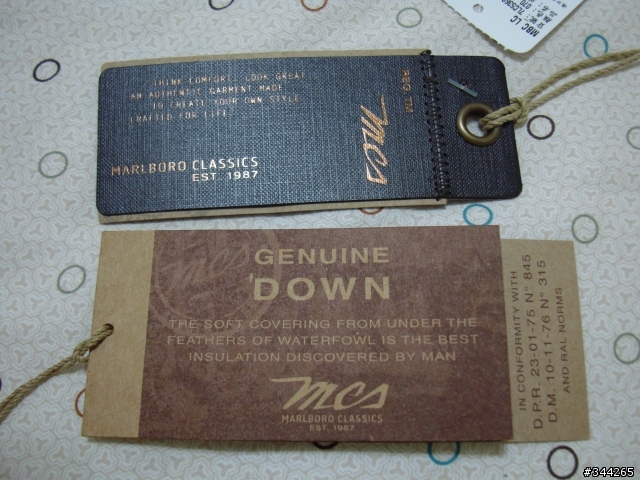 MBC LC
THINK COMFORT. LOOK GREAT
AN AUTHENTIC GARMENT MADE
TO CREATE YOUR OWN STYLE
CRAFTED FOR LIFE.
MARLBORO CLASSICS
EST. 1987
REG. TM
mcs
mcs
GENUINE
DOWN
THE SOFT COVERING FROM UNDER THE
FEATHERS OF WATERFOWL IS THE BEST
INSULATION DISCOVERED BY MAN
mcs
MARLBORO CLASSICS
EST. 1987
IN CONFORMITY WITH
D.P.R. 23-01-75 N° 845
D.M. 10-11-76 N° 315
AND RAL NORMS
#344265